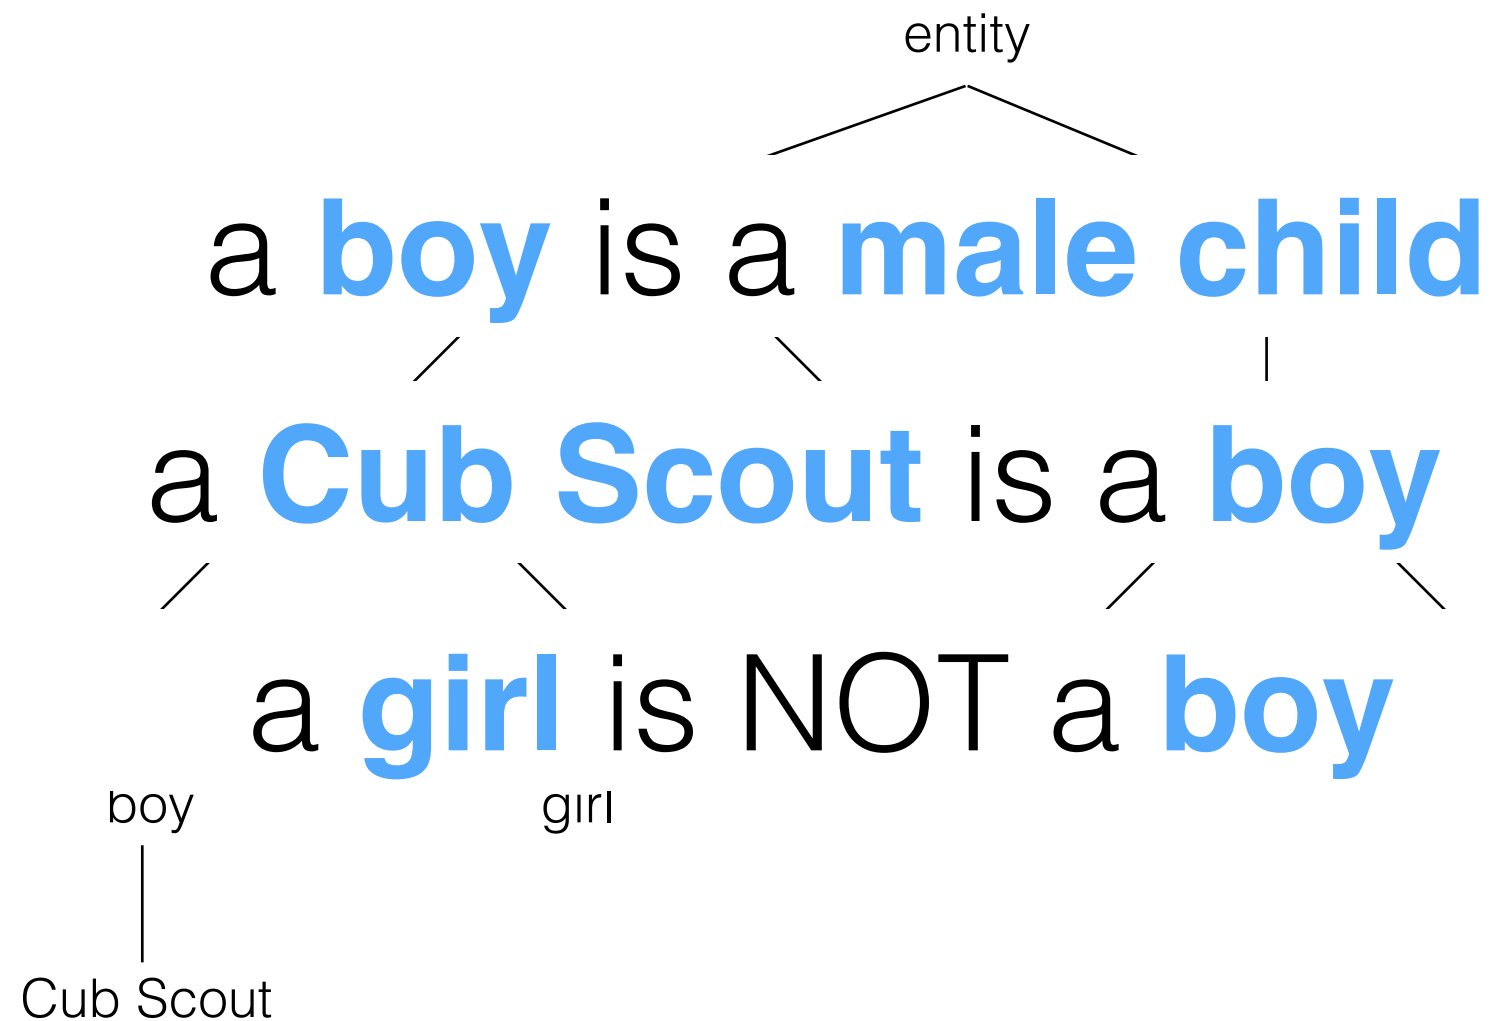 entity
a boy is a male child
a Cub Scout is a boy
a girl is NOT a boy
boy girl
Cub Scout